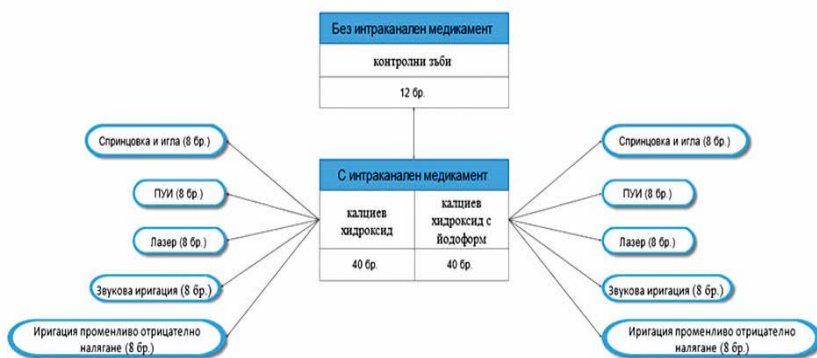 Без интраканален медикамент
контролни зъби
12 бр.
С интраканален медикамент
калциев
хидроксид
калциев
хидроксид с
йодоформ
40 бр.
40 бр.
Спринцовка и игла (8 бр.)
ПУИ (8 бр.)
Лазер (8 бр.)
Звукова иригация (8 бр.)
Иригация променливо отрицателно
налягане (8 бр.)
Спринцовка и игла (8 бр.)
ПУИ (8 бр.)
Лазер (8 бр.)
Звукова иригация (8 бр.)
Иригация променливо отрицателно
налягане (8 бр.)